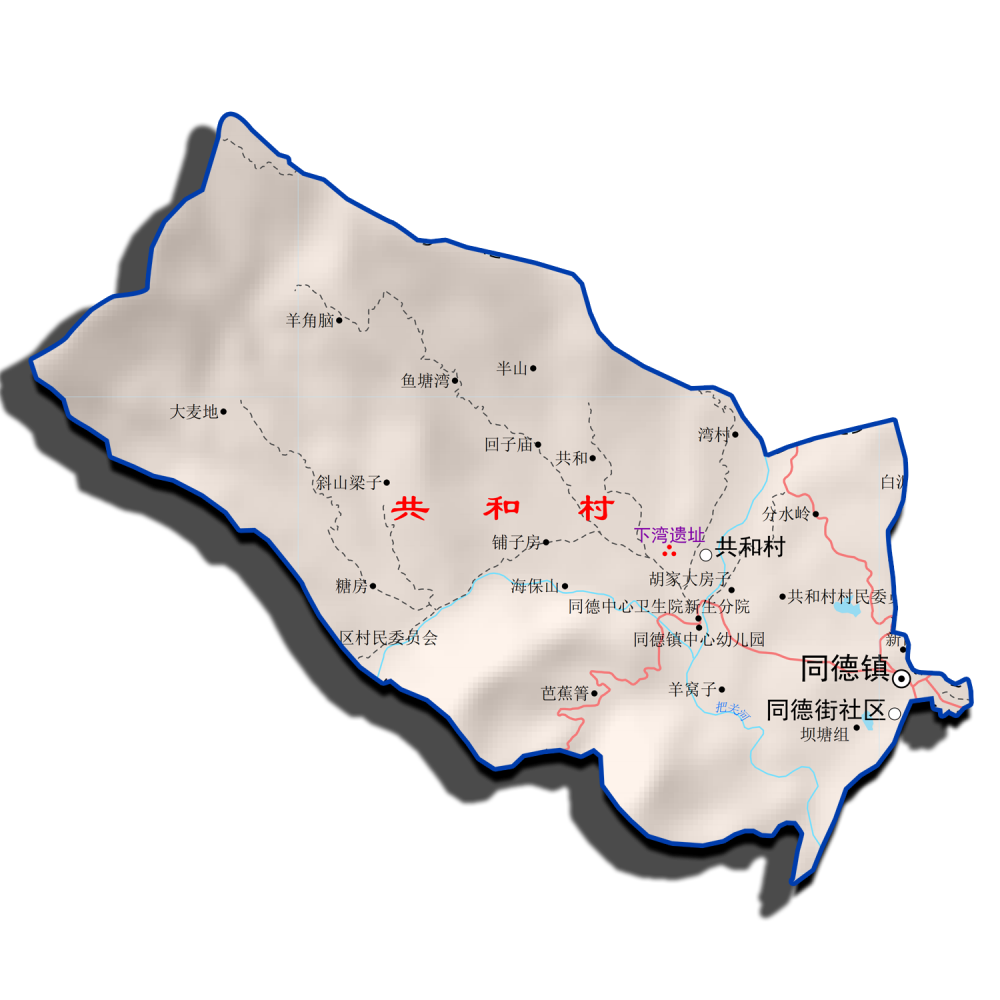 羊角脑
半山
鱼塘湾
大麦地
湾村
回子庙
共和
斜山梁子
共 和 村
分水岭
下湾遗址
铺子房
共和村
胡家大房子
糖房
海保山
共和村村民委
同德中心卫生院新生分院
区村民委员会
同德镇中心幼儿园
新
同德镇
芭蕉箐
羊窝子
把关河
同德街社区
坝塘组